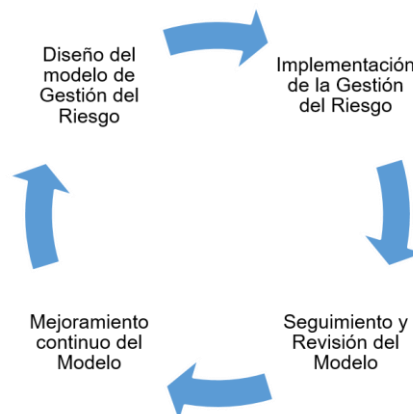 Diseño del
modelo de
Gestión del
Riesgo
Implementación
de la Gestión
del Riesgo
Seguimiento y
Revisión del
Modelo
Mejoramiento
continuo del
Modelo